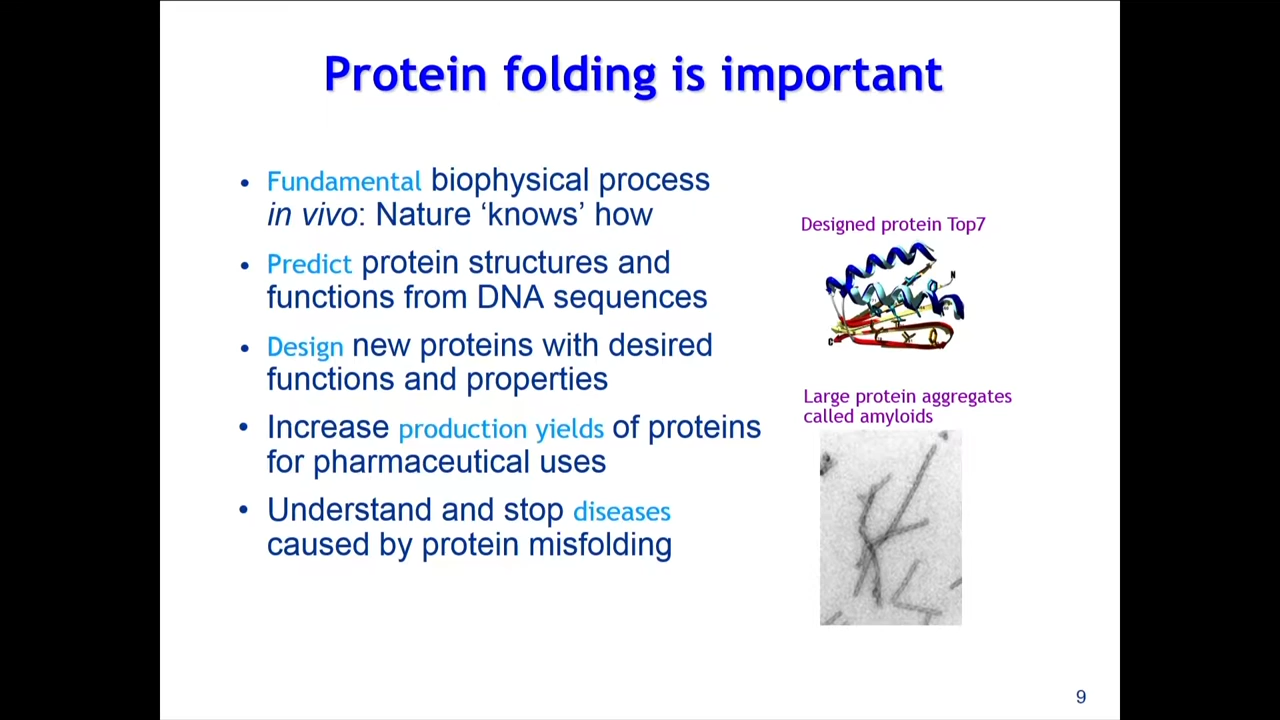 Protein folding is important
• Fundamental biophysical process
in vivo: Nature ‘knows’ how
• Predict protein structures and
functions from DNA sequences
• Design new proteins with desired
functions and properties
• Increase production yields of proteins
for pharmaceutical uses
• Understand and stop diseases
caused by protein misfolding
Designed protein Top7
N
C
Large protein aggregates
called amyloids
9